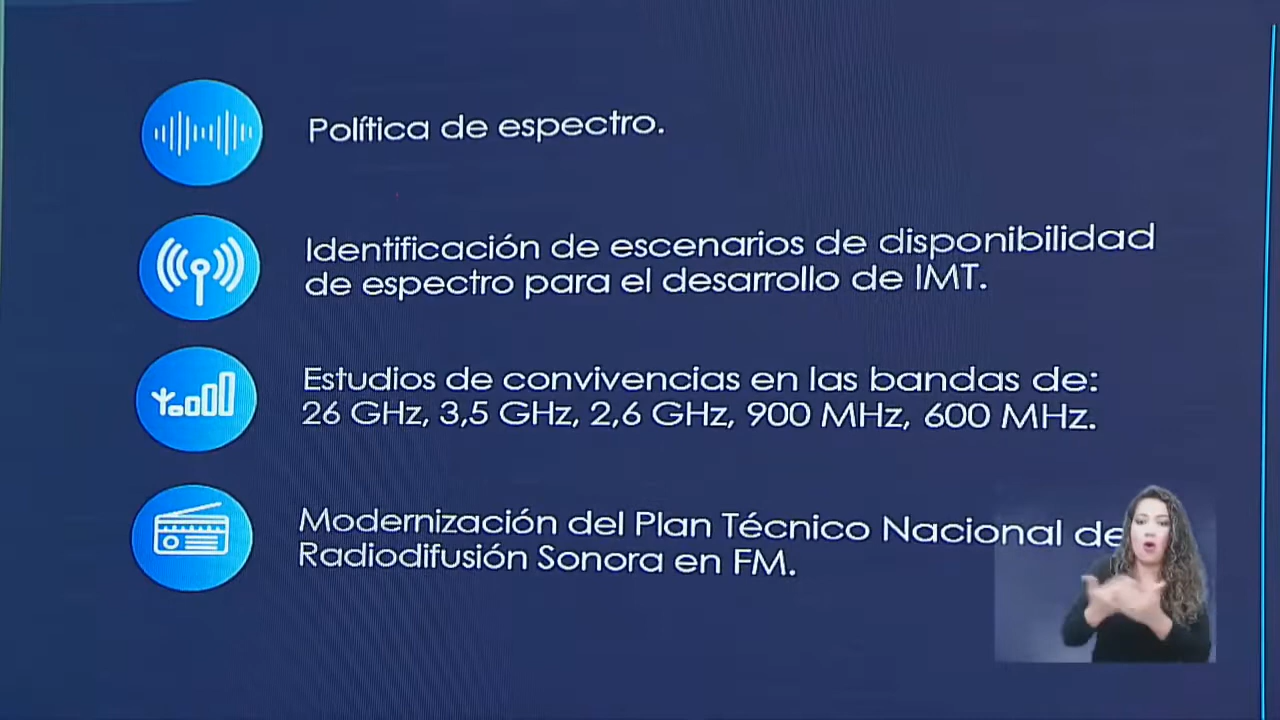 Política de espectro.
Identificación de escenarios de disponibilidad
de espectro para el desarrollo de IMT.
Estudios de convivencias en las bandas de:
26 GHz, 3,5 GHz, 2,6 GHz, 900 MHz, 600 MHz.
Modernización del Plan Técnico Nacional de
Radiodifusión Sonora en FM.